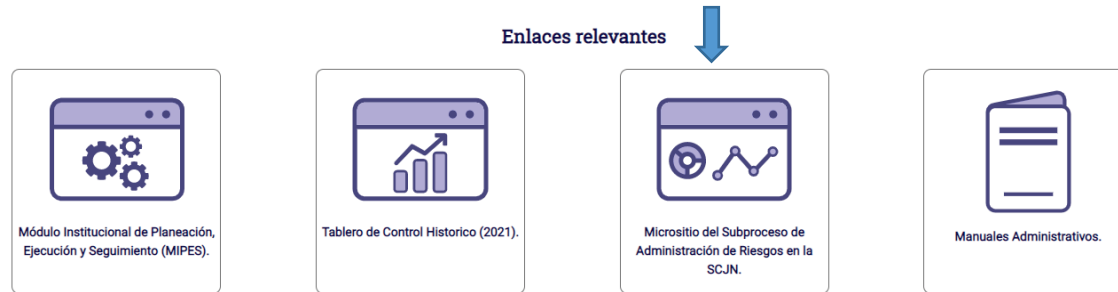 Enlaces relevantes
Módulo Institucional de Planeación,
Ejecución y Seguimiento (MIPES).
Tablero de Control Historico (2021).
Micrositio del Subproceso de
Administración de Riesgos en la
SCJN.
Manuales Administrativos.